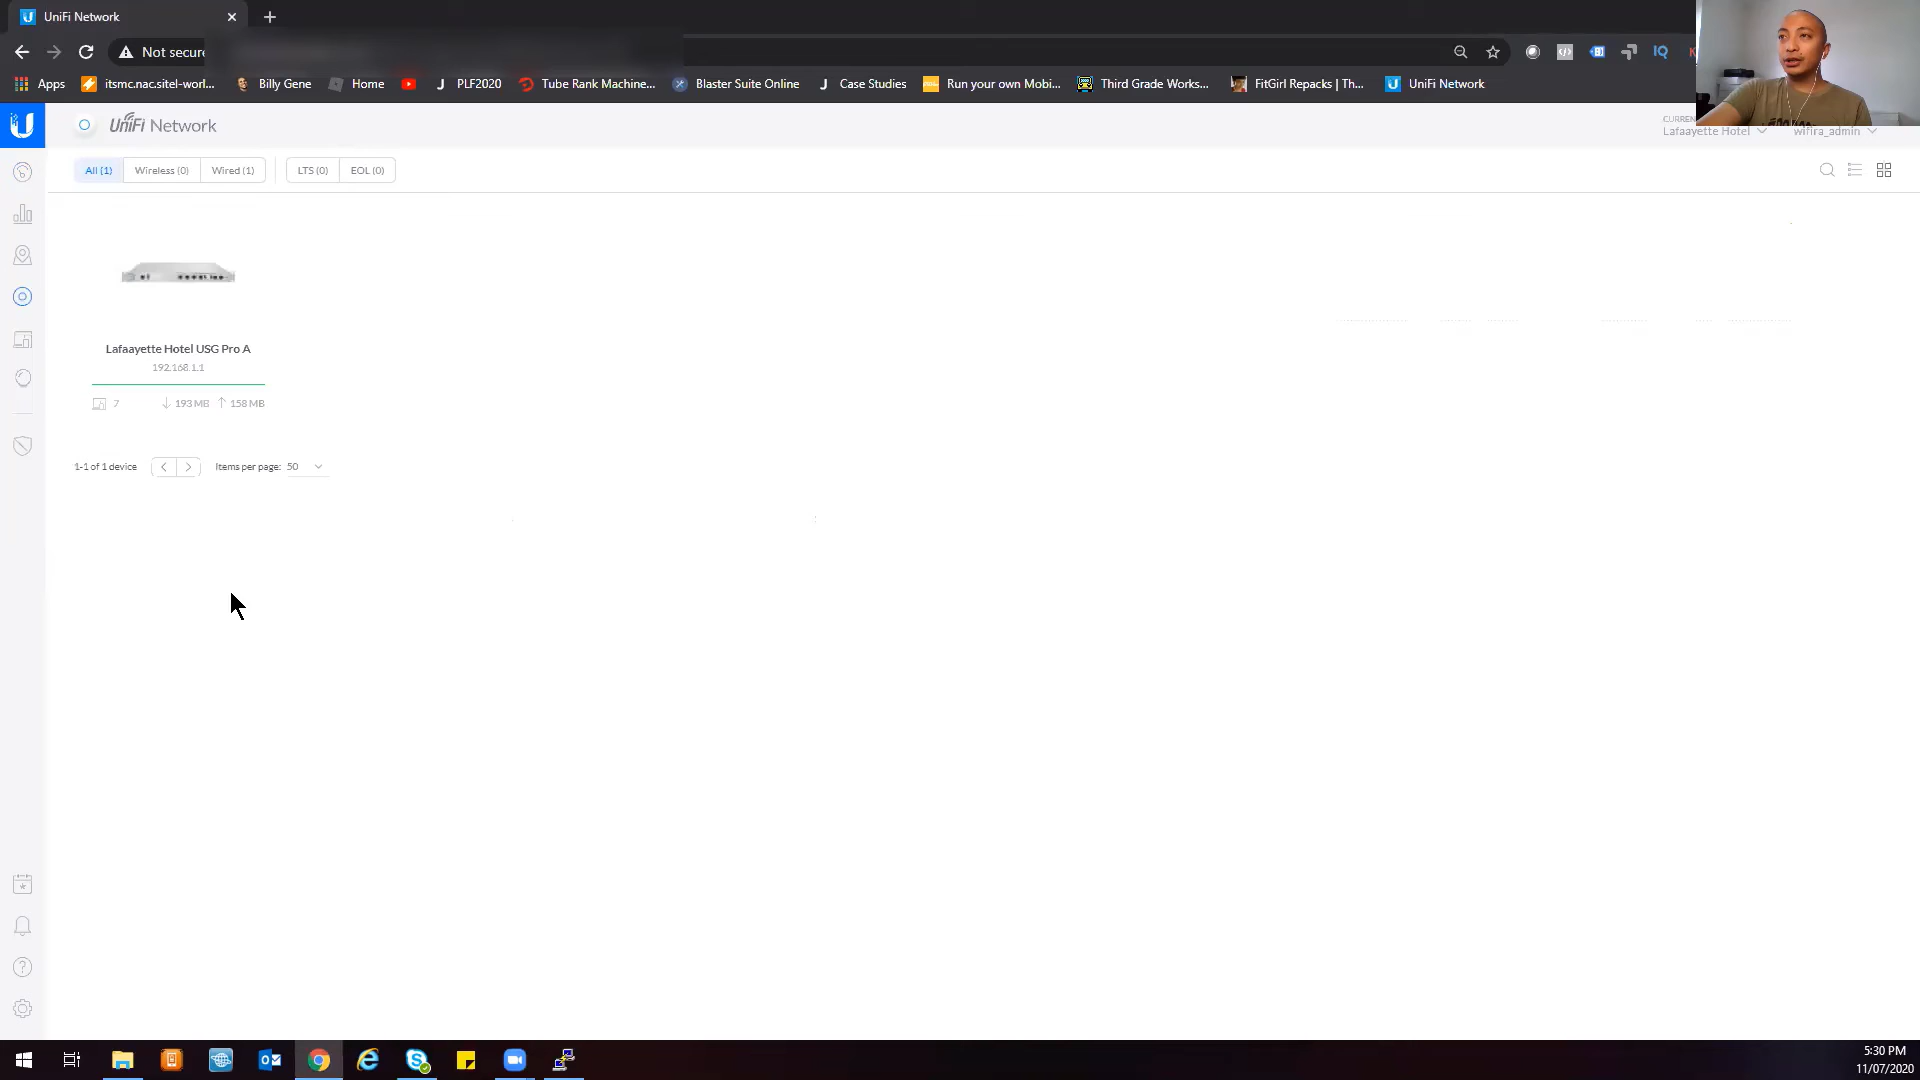 UniFi Network
Not secure
Apps
itsmc.nac.sitel-worl...
Billy Gene
Home
J PLF2020
Tube Rank Machine...
Blaster Suite Online
J Case Studies
Run your own Mobi...
Third Grade Works...
FitGirl Repacks | Th...
UniFi Network
UniFi Network
Lafaayette Hotel
wifira_admin
All (1)
Wireless (0)
Wired (1)
LTS (0)
EOL (0)
Lafaayette Hotel USG Pro A
192.168.1.1
7
193 MB
158 MB
1-1 of 1 device
Items per page: 50
5:30 PM
11/07/2020